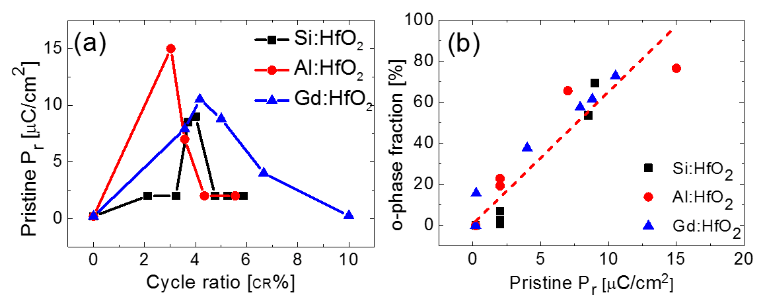 (a)
Si:HfO₂
Al:HfO₂
Gd:HfO₂
15
10
5
0
0 2 4 6 8 10
Pristine Pᵣ [μC/cm²]
Cycle ratio [CR%]
(b)
100
80
60
40
20
0
0 5 10 15 20
o-phase fraction [%]
Pristine Pᵣ [μC/cm²]
Si:HfO₂
Al:HfO₂
Gd:HfO₂